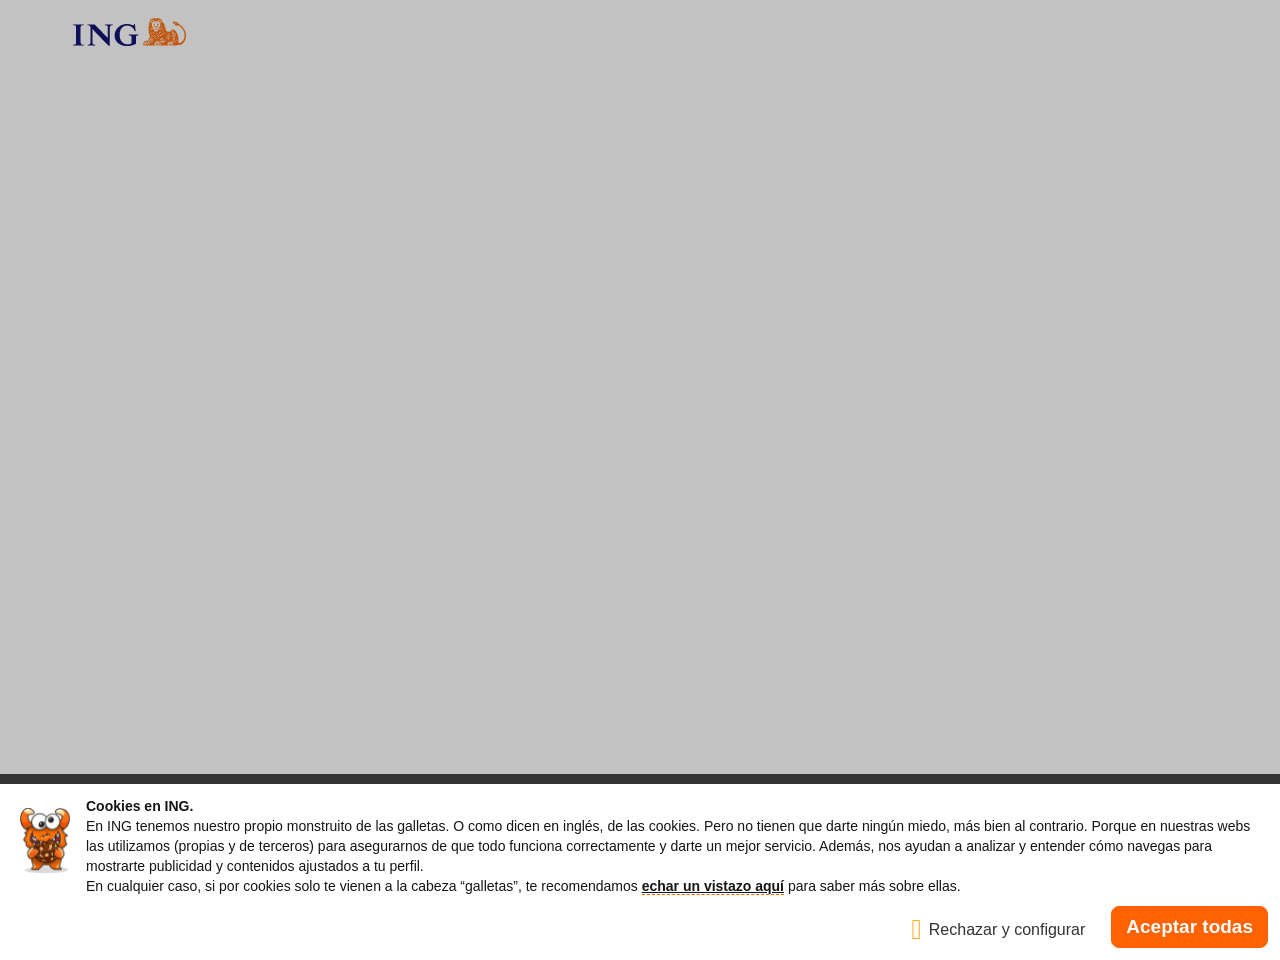 ING
Cookies en ING.
En ING tenemos nuestro propio monstruito de las galletas. O como dicen en inglés, de las cookies. Pero no tienen que darte ningún miedo, más bien al contrario. Porque en nuestras webs
las utilizamos (propias y de terceros) para asegurarnos de que todo funciona correctamente y darte un mejor servicio. Además, nos ayudan a analizar y entender cómo navegas para
mostrarte publicidad y contenidos ajustados a tu perfil.
En cualquier caso, si por cookies solo te vienen a la cabeza “galletas”, te recomendamos echar un vistazo aquí para saber más sobre ellas.
Rechazar y configurar
Aceptar todas